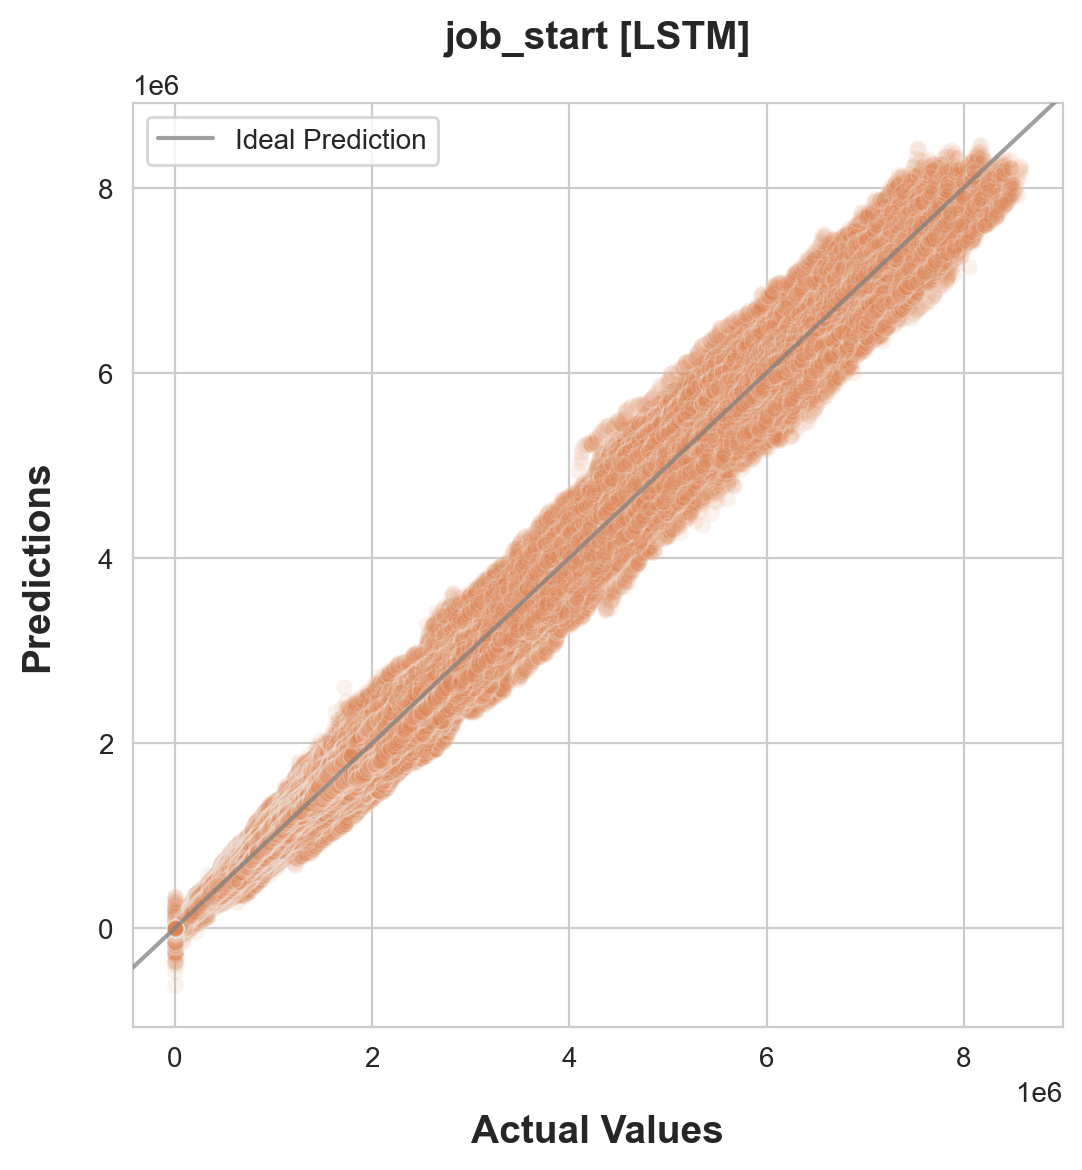 job_start [LSTM]
1e6
Ideal Prediction
8
6
4
2
0
Predictions
0 2 4 6 8
1e6
Actual Values